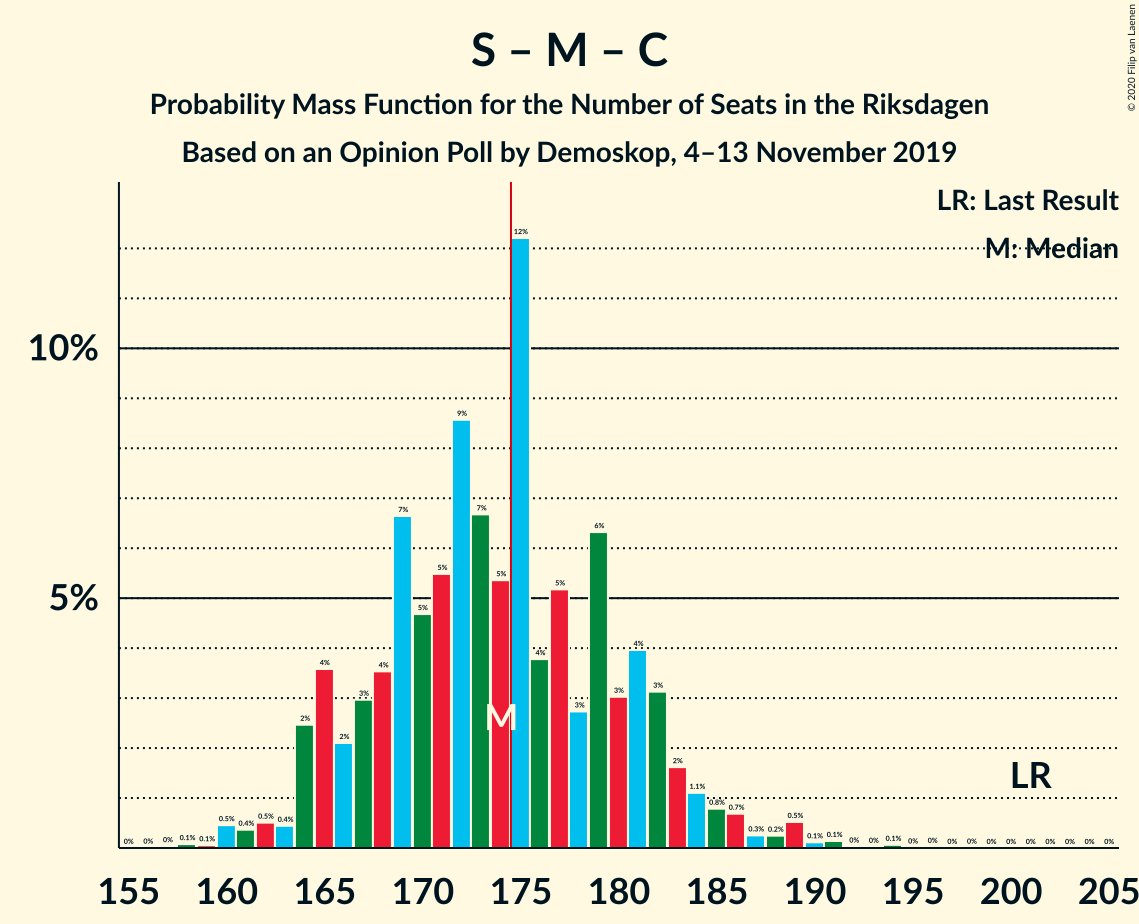 S – M – C
Probability Mass Function for the Number of Seats in the Riksdagen
Based on an Opinion Poll by Demoskop, 4–13 November 2019
© 2020 Filip van Laenen
LR: Last Result
M: Median
10%
5%
0% 0% 0% 0.1% 0.1% 0.5% 0.4% 0.5% 0.4% 2% 4% 2% 3% 4% 7% 5% 5% 9% 7% 5% 12% 4% 5% 3% 6% 3% 4% 3% 2% 1.1% 0.8% 0.7% 0.3% 0.2% 0.5% 0.1% 0.1% 0% 0% 0.1% 0% 0% 0% 0% 0% 0% 0% 0% 0% 0% 0%
M
LR
155 160 165 170 175 180 185 190 195 200 205